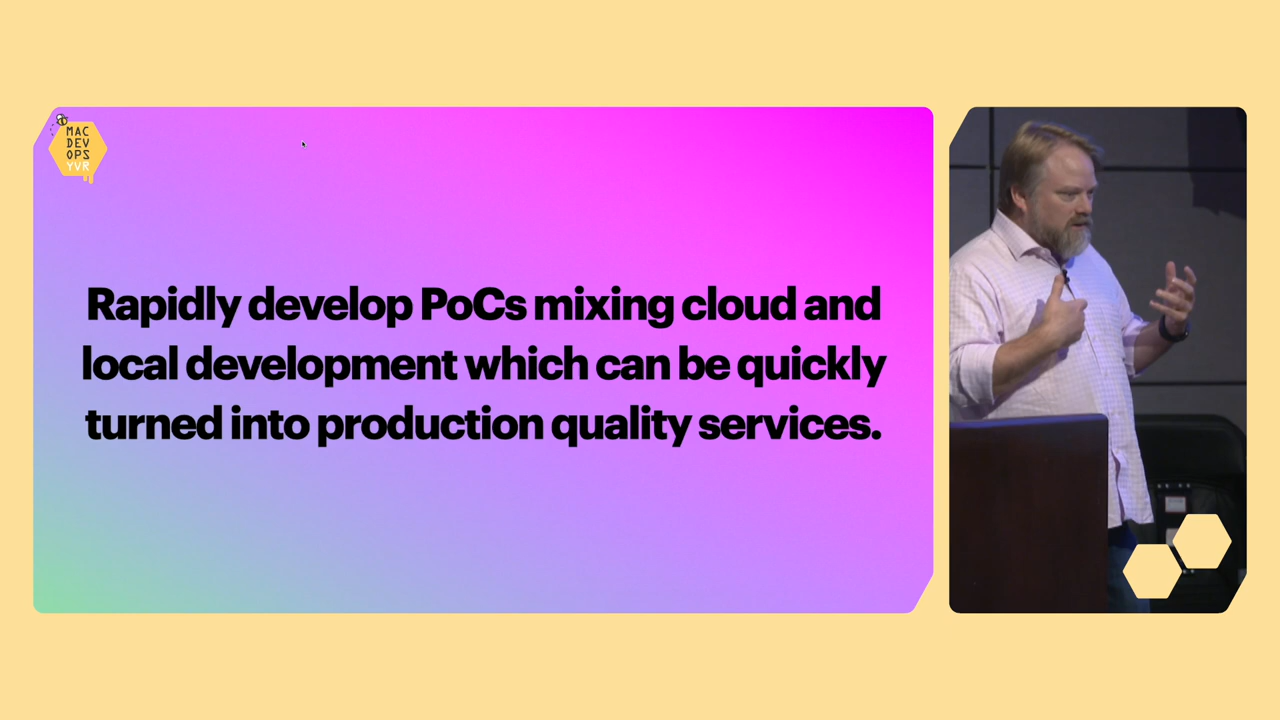 MAC
DEV
OPS
YVR
Rapidly develop PoCs mixing cloud and
local development which can be quickly
turned into production quality services.